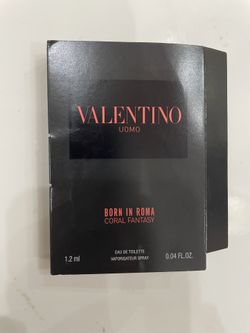 VALENTINO
UOMO
BORN IN ROMA
CORAL FANTASY
EAU DE TOILETTE
1.2 ml VAPORISATEUR SPRAY 0.04 FL.OZ.